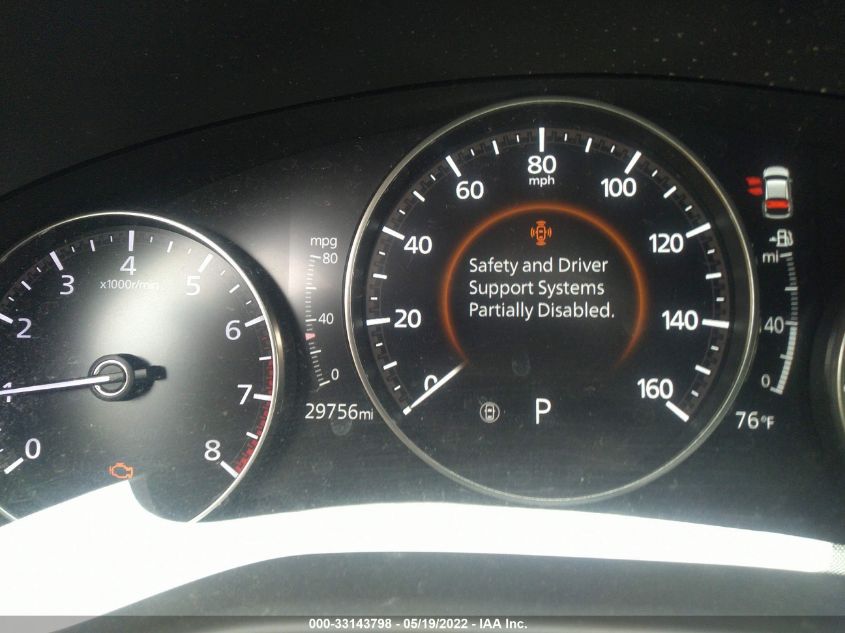 80
mph
60
100
40
120
20
140
0
160
Safety and Driver
Support Systems
Partially Disabled.
P
mpg
80
40
0
29756mi
4
x1000r/min
3
5
2
6
1
7
0
8
mi
40
0
76°F
000-33143798 - 05/19/2022 - IAA Inc.